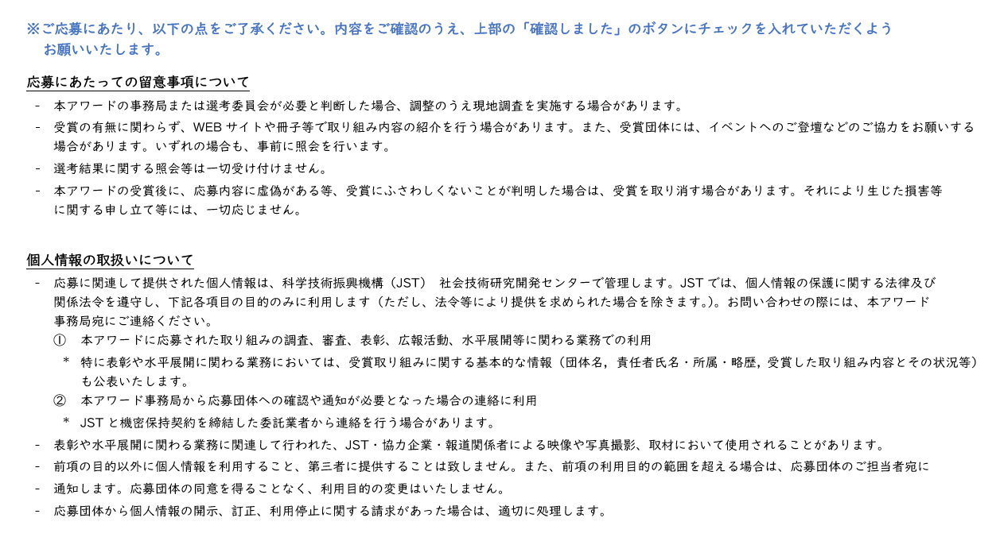 ※ご応募にあたり、以下の点をご了承ください。内容をご確認のうえ、上部の「確認しました」のボタンにチェックを入れていただくよう
お願いいたします。
応募にあたっての留意事項について
- 本アワードの事務局または選考委員会が必要と判断した場合、調整のうえ現地調査を実施する場合があります。
- 受賞の有無に関わらず、WEB サイトや冊子等で取り組み内容の紹介を行う場合があります。また、受賞団体には、イベントへのご登壇などのご協力をお願いする
場合があります。いずれの場合も、事前に照会を行います。
- 選考結果に関する照会等は一切受け付けません。
- 本アワードの受賞後に、応募内容に虚偽がある等、受賞にふさわしくないことが判明した場合は、受賞を取り消す場合があります。それにより生じた損害等
に関する申し立て等には、一切応じません。
個人情報の取扱いについて
- 応募に関連して提供された個人情報は、科学技術振興機構（JST） 社会技術研究開発センターで管理します。JST では、個人情報の保護に関する法律及び
関係法令を遵守し、下記各項目の目的のみに利用します（ただし、法令等により提供を求められた場合を除きます。）。お問い合わせの際には、本アワード
事務局宛にご連絡ください。
① 本アワードに応募された取り組みの調査、審査、表彰、広報活動、水平展開等に関わる業務での利用
* 特に表彰や水平展開に関わる業務においては、受賞取り組みに関する基本的な情報（団体名，責任者氏名・所属・略歴，受賞した取り組み内容とその状況等）
も公表いたします。
② 本アワード事務局から応募団体への確認や通知が必要となった場合の連絡に利用
* JST と機密保持契約を締結した委託業者から連絡を行う場合があります。
- 表彰や水平展開に関わる業務に関連して行われた、JST・協力企業・報道関係者による映像や写真撮影、取材において使用されることがあります。
- 前項の目的以外に個人情報を利用すること、第三者に提供することは致しません。また、前項の利用目的の範囲を超える場合は、応募団体のご担当者宛に
- 通知します。応募団体の同意を得ることなく、利用目的の変更はいたしません。
- 応募団体から個人情報の開示、訂正、利用停止に関する請求があった場合は、適切に処理します。